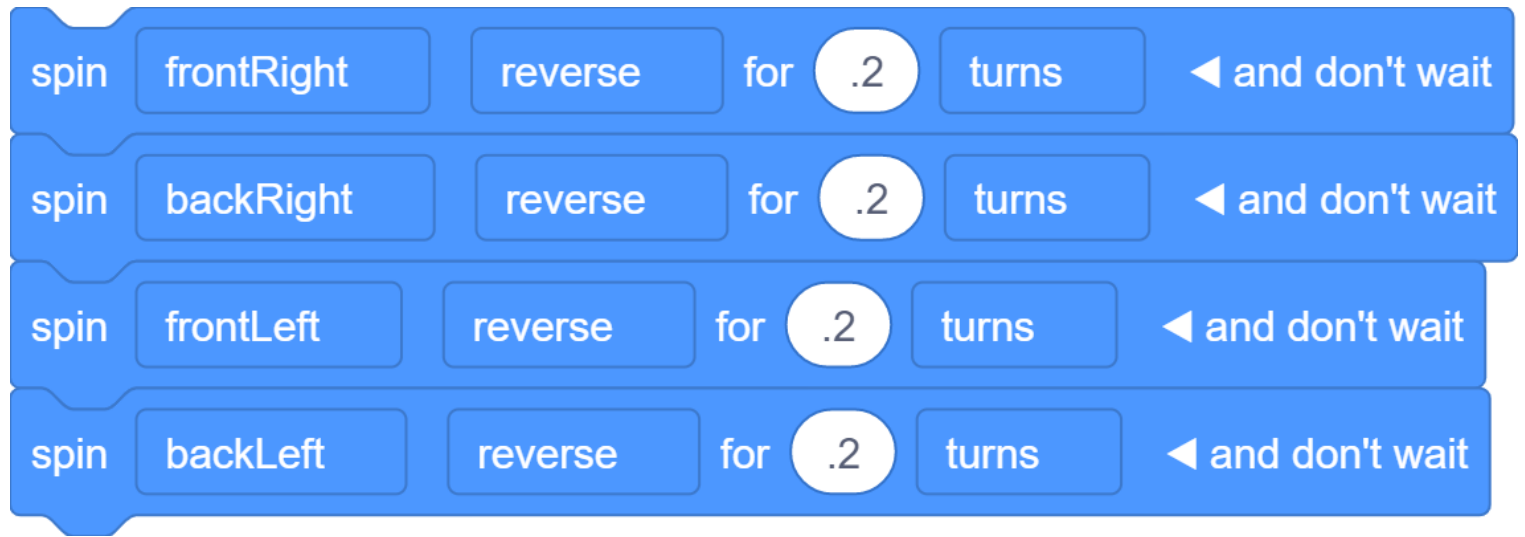 spin frontRight reverse for .2 turns ◀ and don't wait
spin backRight reverse for .2 turns ◀ and don't wait
spin frontLeft reverse for .2 turns ◀ and don't wait
spin backLeft reverse for .2 turns ◀ and don't wait